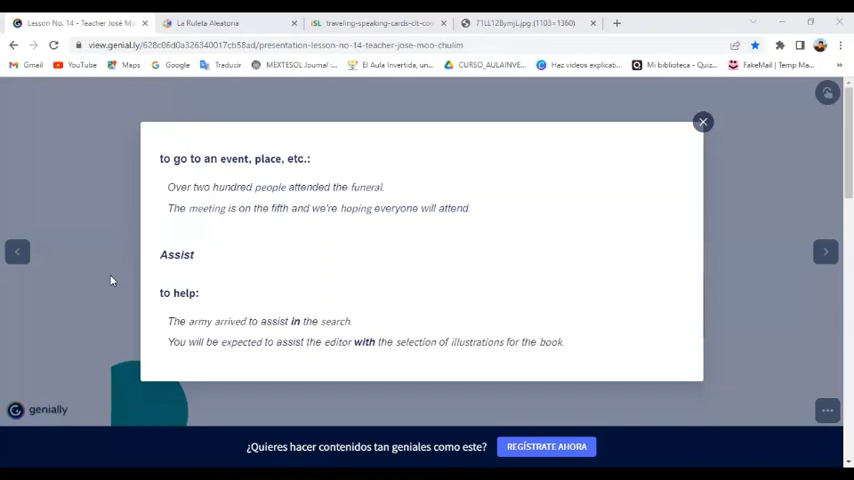 Lesson No. 14 - Teacher José Mo
La Ruleta Aleatoria
traveling-speaking-cards-clt-com
71LL128ymjL.jpg (1103×1360)
view.genial.ly/628c06d0a326340017cb58ad/presentation-lesson-no-14-teacher-jose-moo-chulim
Gmail
YouTube
Maps
Google
Traducir
MEXTESOL Journal :...
El Aula Invertida, un...
CURSO_AULAINVE...
Haz videos explicati...
Mi biblioteca - Quiz...
FakeMail | Temp Ma...
to go to an event, place, etc.:
Over two hundred people attended the funeral.
The meeting is on the fifth and we're hoping everyone will attend.
Assist
to help:
The army arrived to assist in the search.
You will be expected to assist the editor with the selection of illustrations for the book.
genially
¿Quieres hacer contenidos tan geniales como este?
REGÍSTRATE AHORA